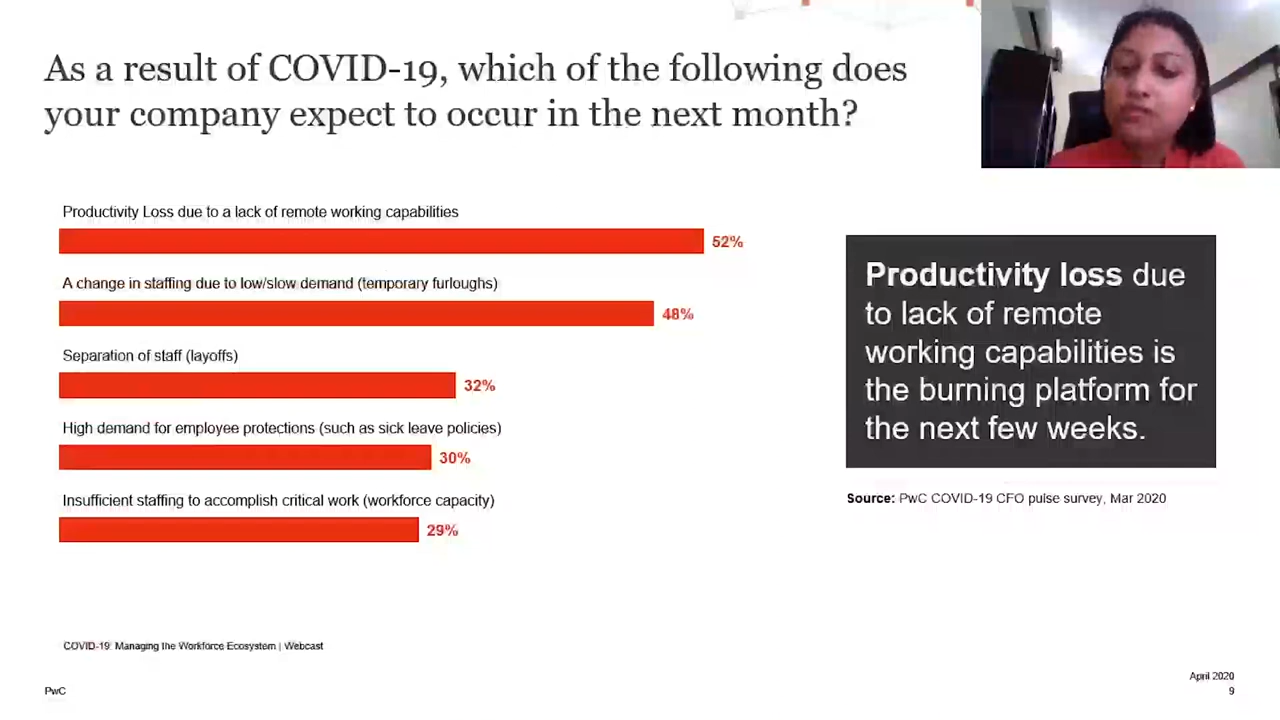 As a result of COVID-19, which of the following does
your company expect to occur in the next month?
Productivity Loss due to a lack of remote working capabilities
52%
A change in staffing due to low/slow demand (temporary furloughs)
48%
Separation of staff (layoffs)
32%
High demand for employee protections (such as sick leave policies)
30%
Insufficient staffing to accomplish critical work (workforce capacity)
29%
Productivity loss due
to lack of remote
working capabilities is
the burning platform for
the next few weeks.
Source: PwC COVID-19 CFO pulse survey, Mar 2020
COVID-19: Managing the Workforce Ecosystem | Webcast
PwC
April 2020
9